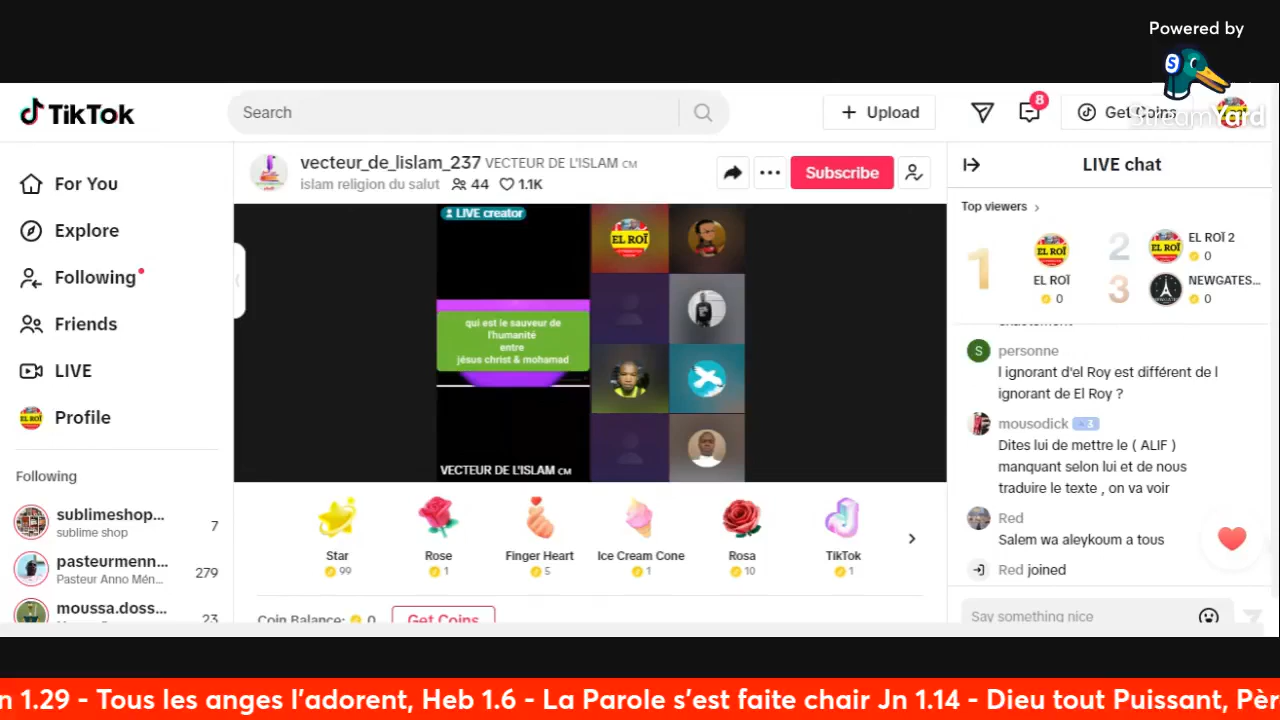 Powered by
StreamYard
TikTok
Search
Upload
8
Get Coins
For You
Explore
Following
Friends
LIVE
Profile
Following
sublimeshop...
sublime shop
7
pasteurmenn...
Pasteur Anno Mén...
279
moussa.doss...
23
vecteur_de_lislam_237 VECTEUR DE L'ISLAM CM
islam religion du salut 44 1.1K
Subscribe
LIVE creator
EL ROÏ
qui est le sauveur de
l'humanité
entre
jésus christ & mohamad
VECTEUR DE L'ISLAM CM
Star
99
Rose
1
Finger Heart
5
Ice Cream Cone
1
Rosa
10
TikTok
1
Coin Balance: 0
Get Coins
LIVE chat
Top viewers
1
EL ROÏ
EL ROÏ
0
2
EL ROÏ
EL ROÏ 2
0
3
NEWGATES...
0
S
personne
l ignorant d'el Roy est différent de l
ignorant de El Roy ?
mousodick
Dites lui de mettre le ( ALIF )
manquant selon lui et de nous
traduire le texte , on va voir
Red
Salem wa aleykoum a tous
Red joined
Say something nice
n 1.29 - Tous les anges l'adorent, Heb 1.6 - La Parole s'est faite chair Jn 1.14 - Dieu tout Puissant, Pèr